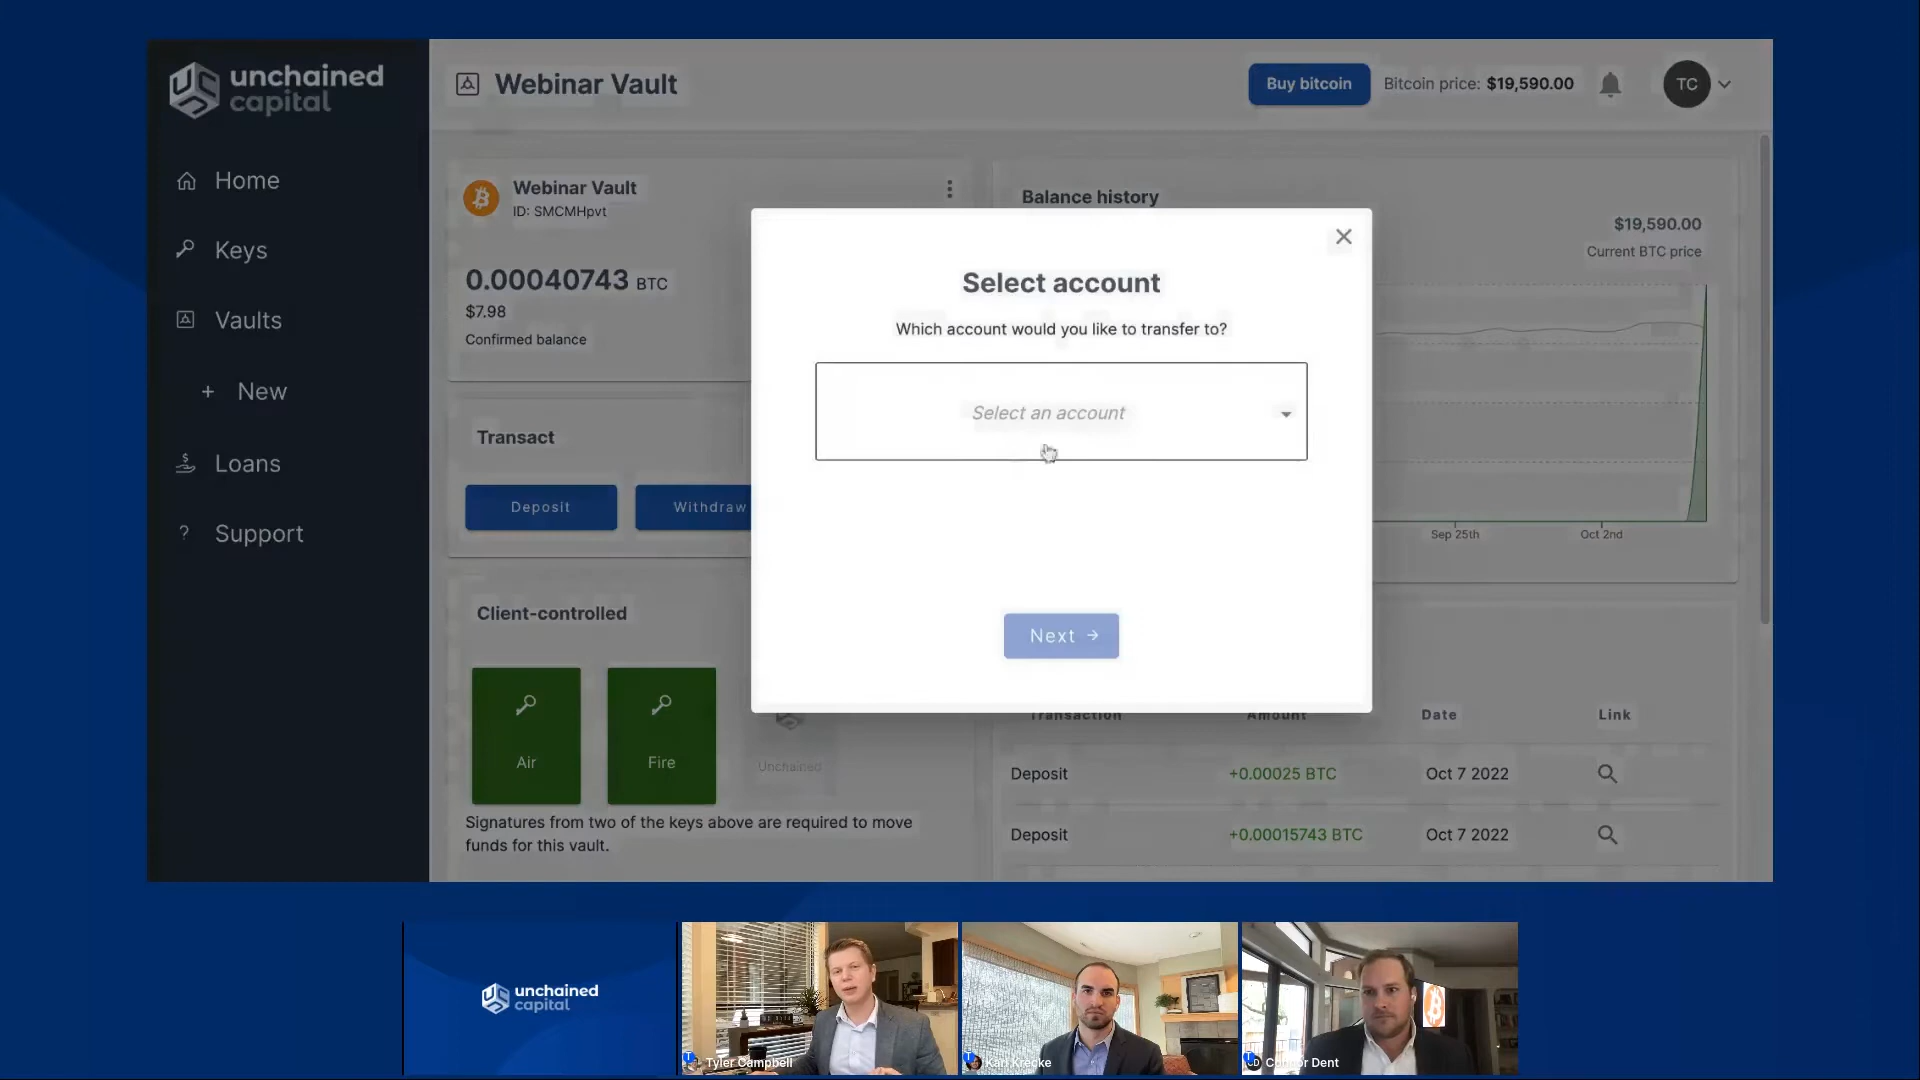 unchained
capital
Webinar Vault
Buy bitcoin
Bitcoin price: $19,590.00
TC
Home
Keys
Vaults
+ New
Loans
? Support
Webinar Vault
ID: SMCMHpvt
0.00040743 BTC
$7.98
Confirmed balance
Transact
Deposit
Withdraw
Client-controlled
Air
Fire
Unchained
Signatures from two of the keys above are required to move
funds for this vault.
Balance history
$19,590.00
Current BTC price
Sep 25th
Oct 2nd
Select account
Which account would you like to transfer to?
Select an account
Next →
Transaction Amount Date Link
Deposit +0.00025 BTC Oct 7 2022
Deposit +0.00015743 BTC Oct 7 2022
unchained
capital
Tyler Campbell
Karl Krecke
Connor Dent